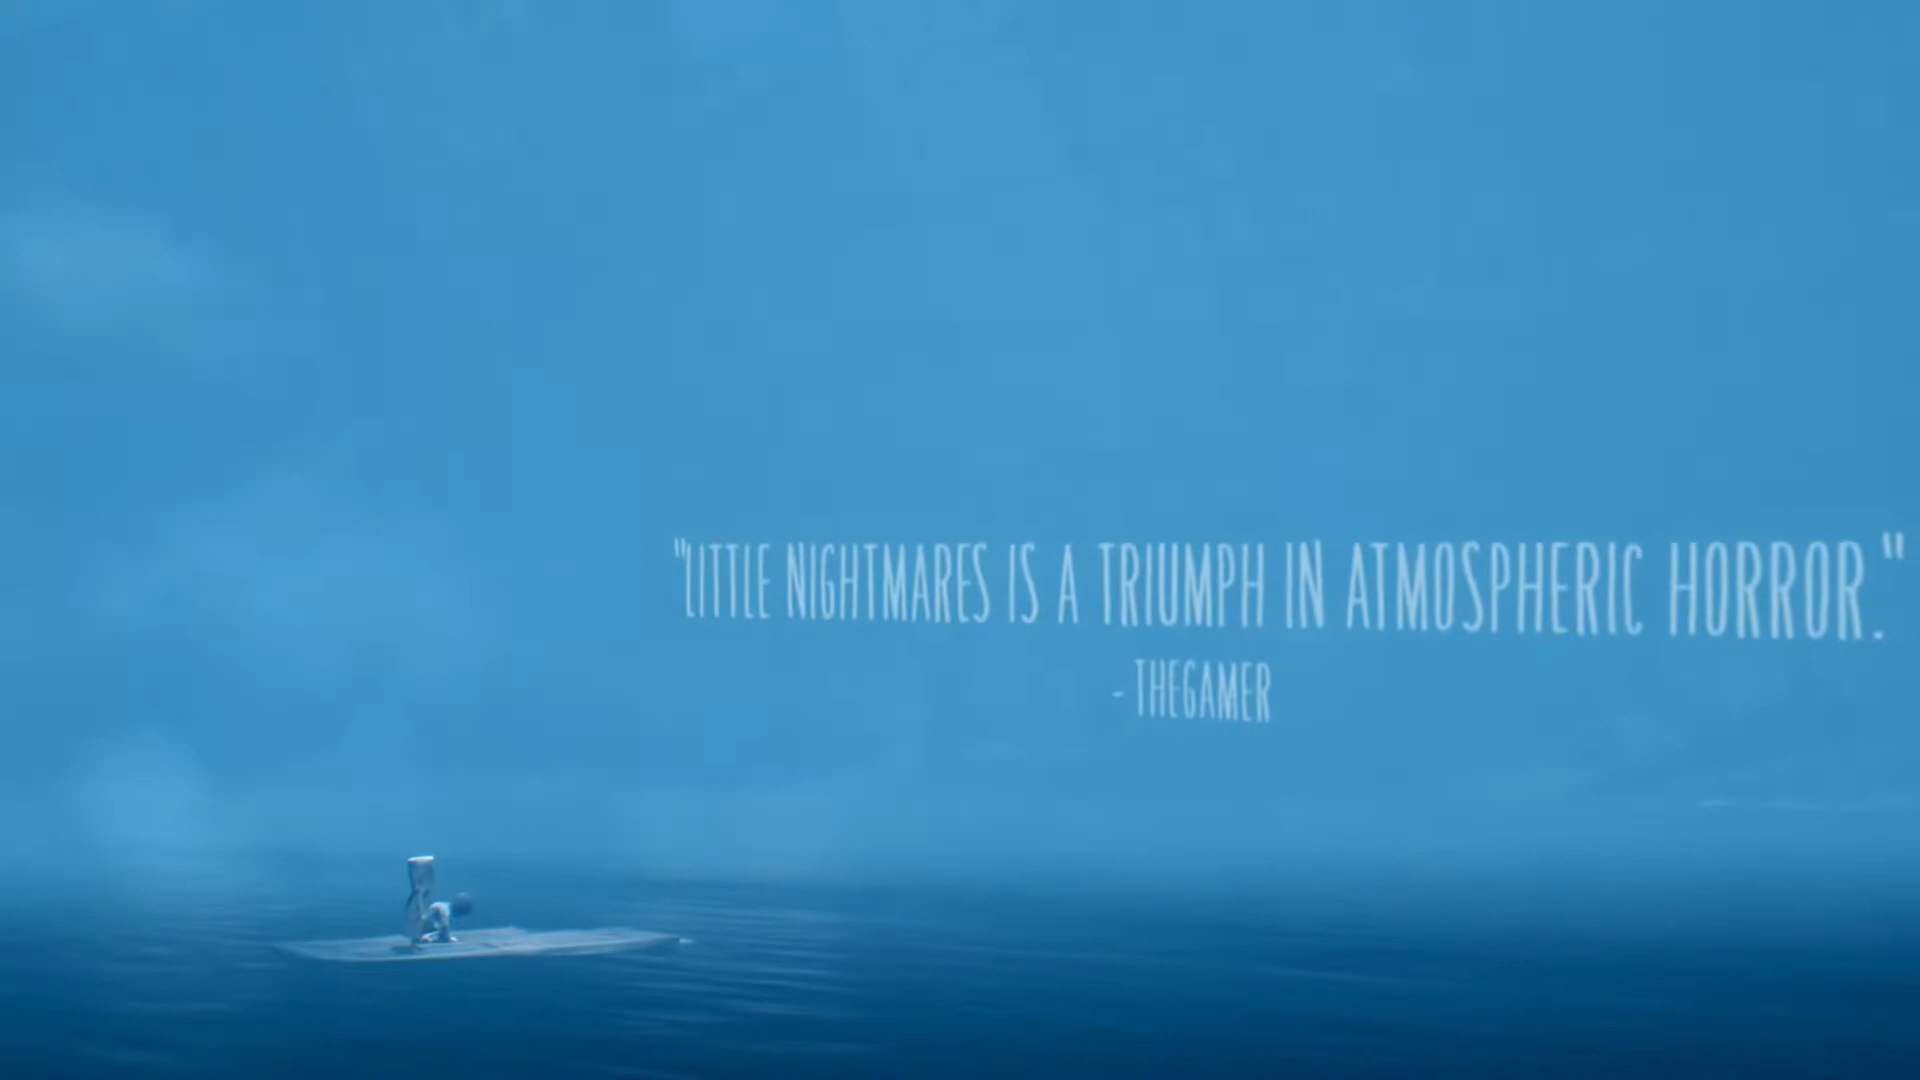 "LITTLE NIGHTMARES IS A TRIUMPH IN ATMOSPHERIC HORROR."
- THEGAMER